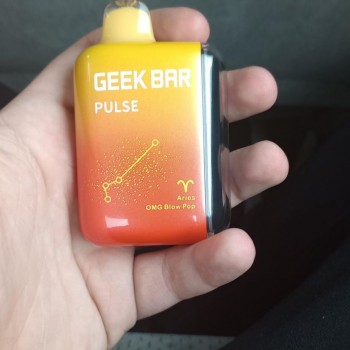 GEEK BAR
PULSE
Aries
OMG Blow Pop